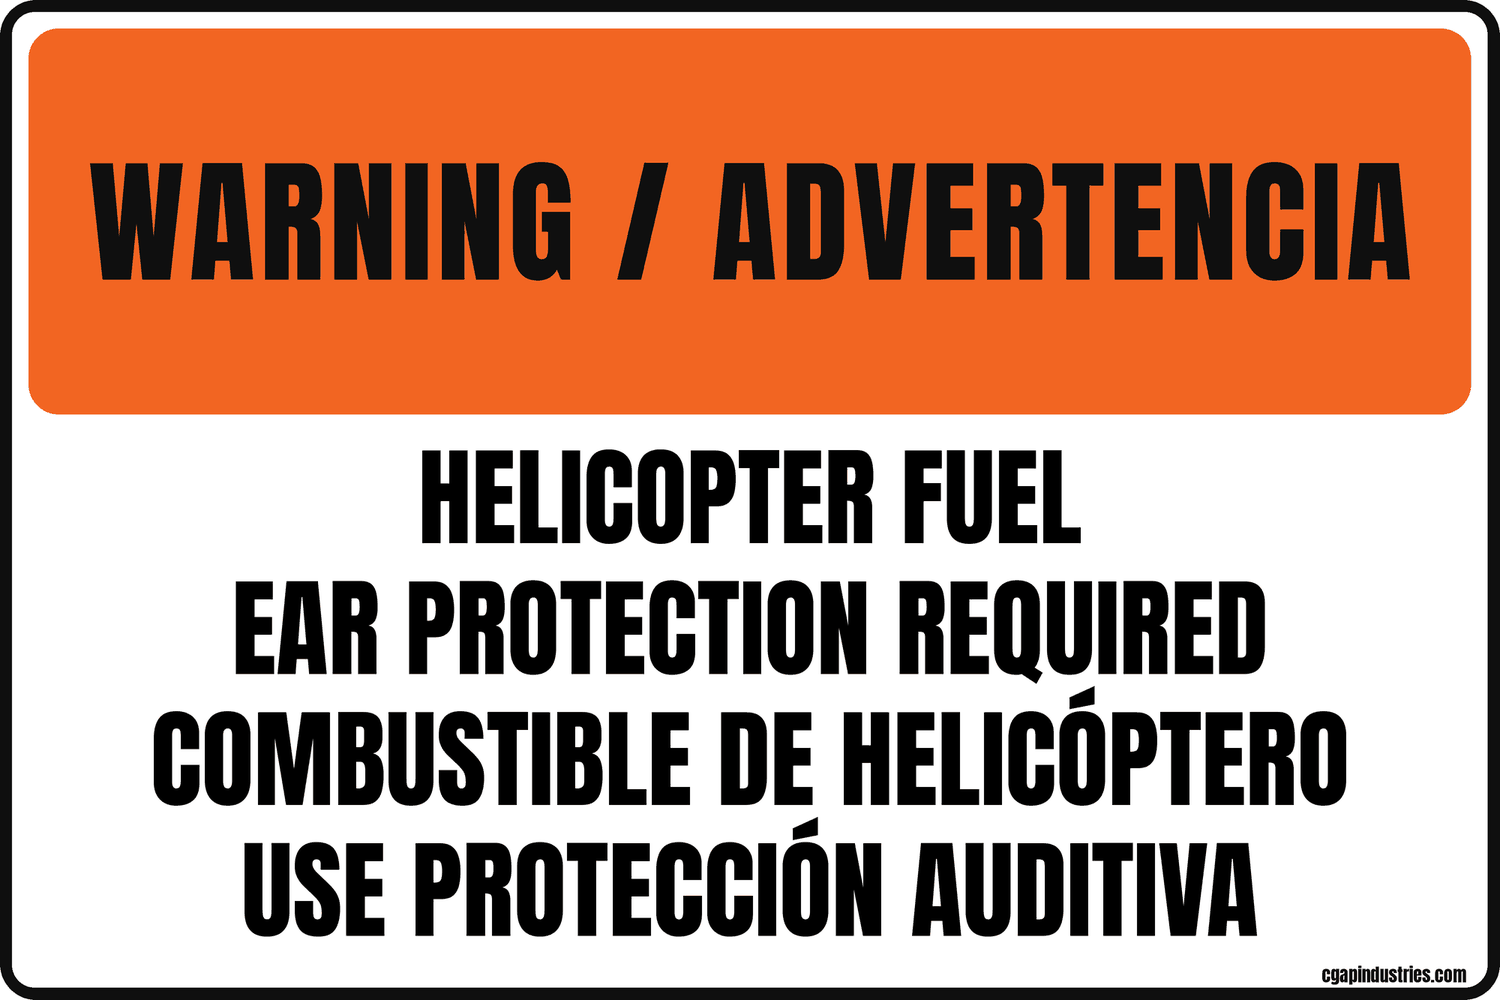 WARNING / ADVERTENCIA
HELICOPTER FUEL
EAR PROTECTION REQUIRED
COMBUSTIBLE DE HELICÓPTERO
USE PROTECCIÓN AUDITIVA
cgapindustries.com